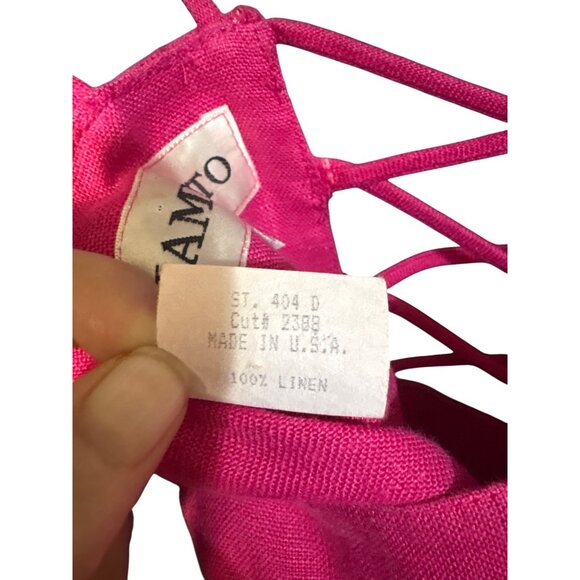 AMTO
ST. 404 D
Cut# 2388
MADE IN U.S.A.
100% LINEN